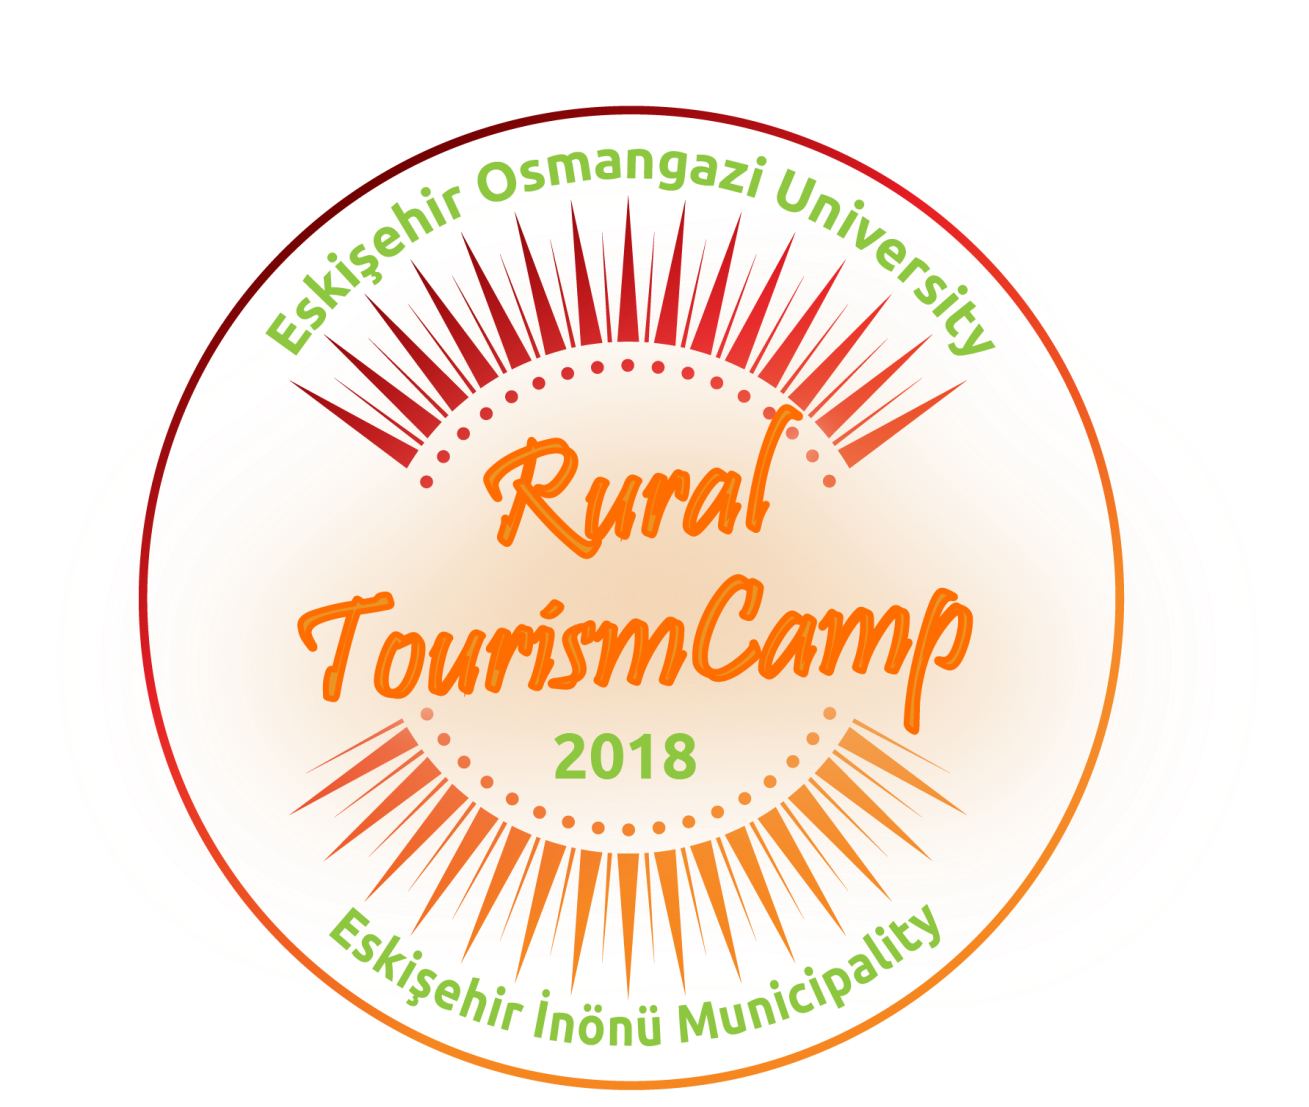 Eskişehir Osmangazi University
Rural
TourismCamp
2018
Eskişehir İnönü Municipality